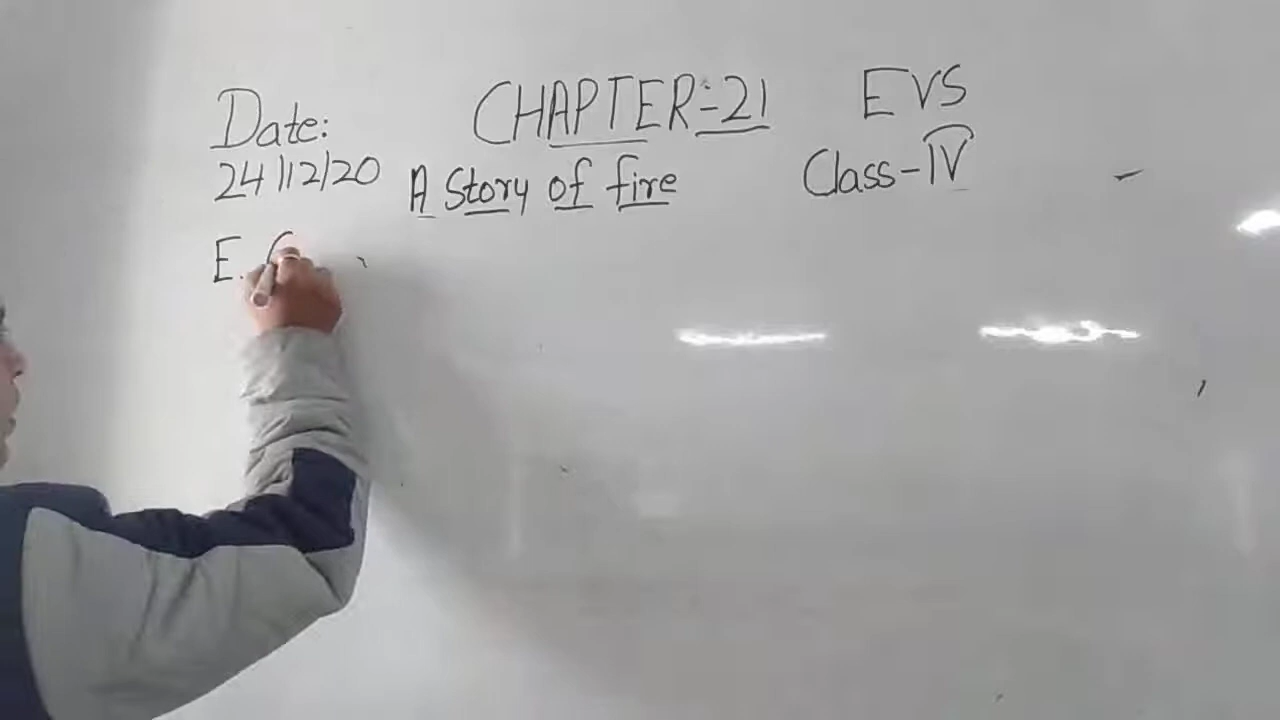 Date: CHAPTER:-21 EVS
24/12/20 A Story of fire Class-IV
E.